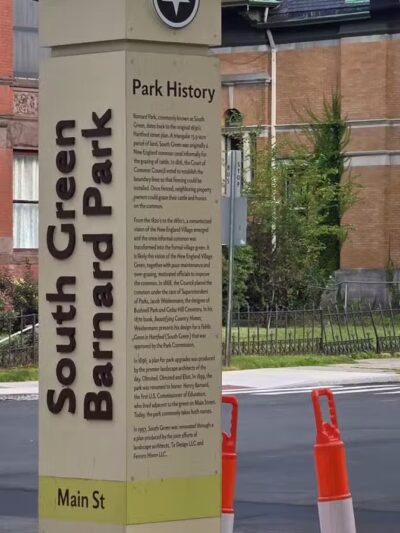 South Green
Barnard Park
Main St
Park History
Barnard Park, commonly known as South
Green, dates back to the original 1630's
Hartford street plan. A triangular
parcel of land, South Green was originally a
New England common used informally for
the grazing of cattle. In 1816, the Court of
Common Council voted to establish the
boundary lines so that fencing could be
installed. Once fenced, neighboring property
owners could graze their cattle and horses
on the common.
From the 1820's to the 1860's, a romanticized
vision of the New England Village emerged
and the once informal common was
transformed into the formal village green. It
is likely this vision of the New England Village
Green, together with poor maintenance and
over-grazing, motivated officials to improve
the common. In 1868, the Council placed the
common under the care of Superintendent
of Parks, Jacob Weidenmann, the designer of
Bushnell Park and Cedar Hill Cemetery. In his
1870 book, Beautifying Country Homes,
Weidenmann presents his design for a Public
Green in Hartford (South Green) that was
approved by the Park Commission.
In 1896, a plan for park upgrades was produced
by the premier landscape architects of the
day, Olmsted, Olmsted and Eliot. In 1899, the
park was renamed to honor Henry Barnard,
the first U.S. Commissioner of Education,
who lived adjacent to the green on Main Street.
Today, the park commonly takes both names.
In 1997, South Green was renovated through
a plan produced by the joint efforts of
landscape architects, To Design LLC and
Ferrero Hixon LLC.